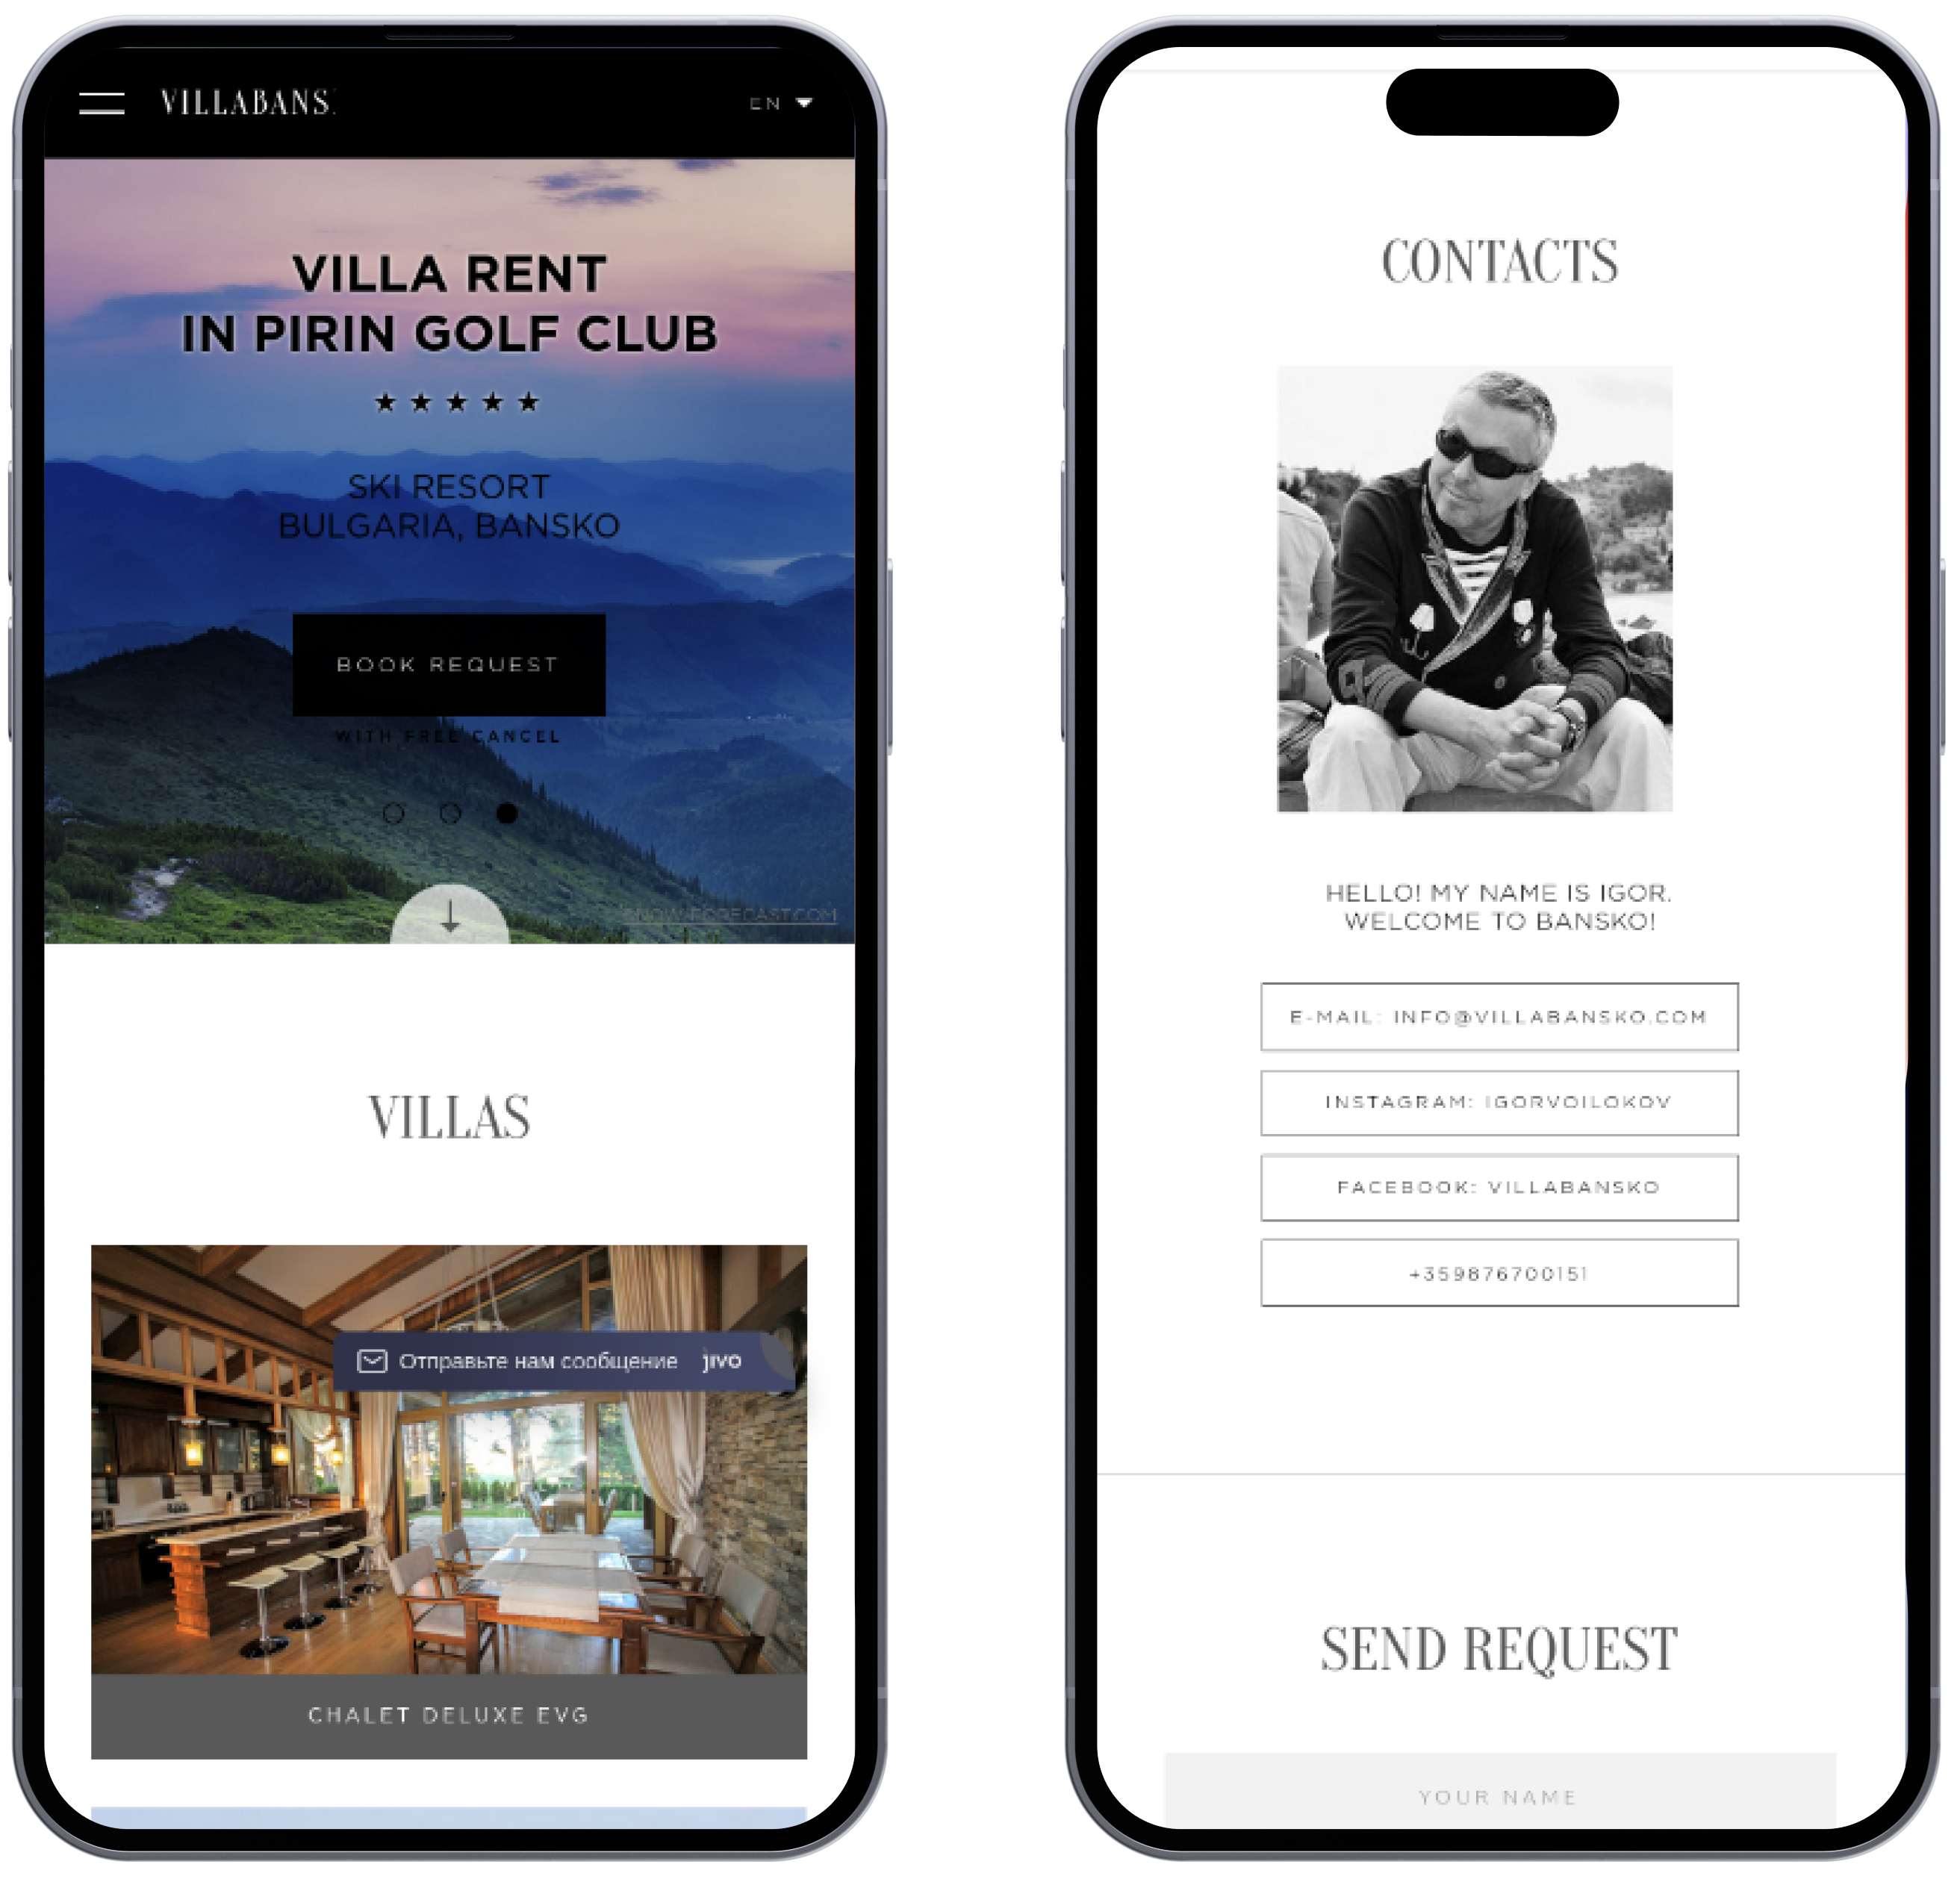 VILLABANS
EN
VILLA RENT
IN PIRIN GOLF CLUB
★★★★★
SKI RESORT
BULGARIA, BANSKO
BOOK REQUEST
WITH FREE CANCEL
SNOW-FORECAST.COM
VILLAS
Отправьте нам сообщение jivo
CHALET DELUXE EVG
CONTACTS
HELLO! MY NAME IS IGOR.
WELCOME TO BANSKO!
E-MAIL: INFO@VILLABANSKO.COM
INSTAGRAM: IGORVOILOKOV
FACEBOOK: VILLABANSKO
+359876700151
SEND REQUEST
YOUR NAME